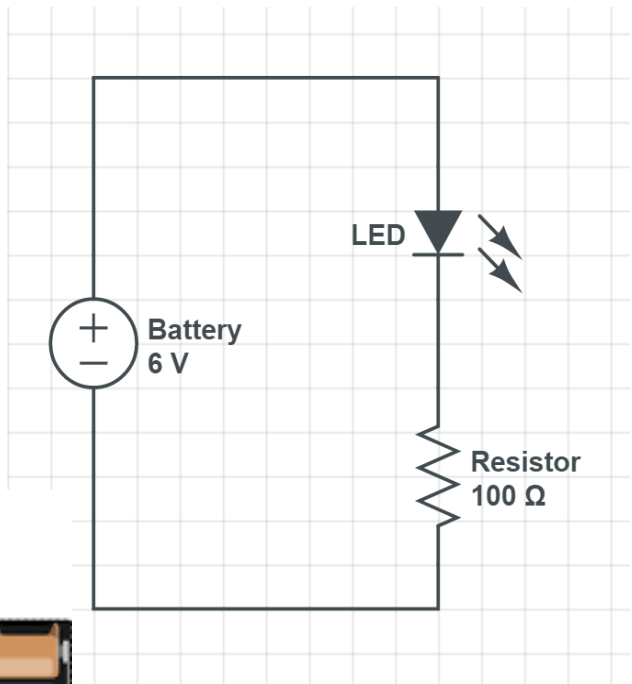 LED
+
Battery
−
6 V
Resistor
100 Ω